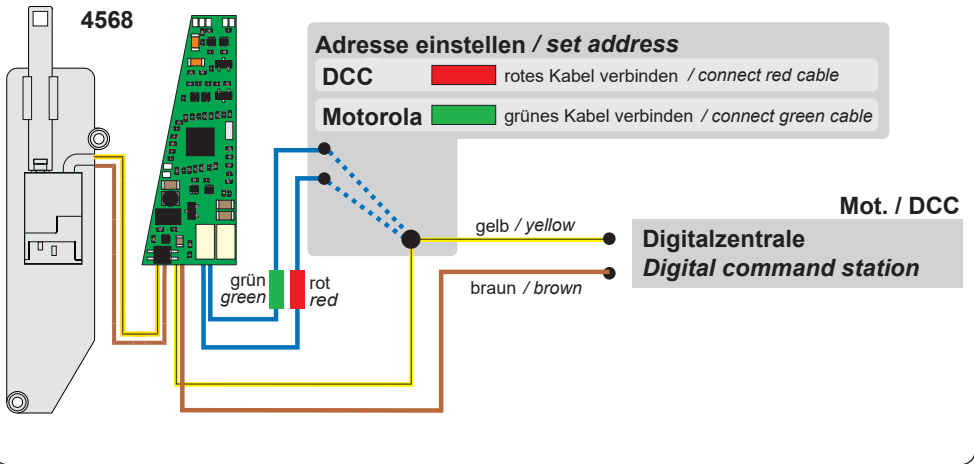 4568
Adresse einstellen / set address
DCC rotes Kabel verbinden / connect red cable
Motorola grünes Kabel verbinden / connect green cable
gelb / yellow
Mot. / DCC
Digitalzentrale
Digital command station
braun / brown
grün
green
rot
red